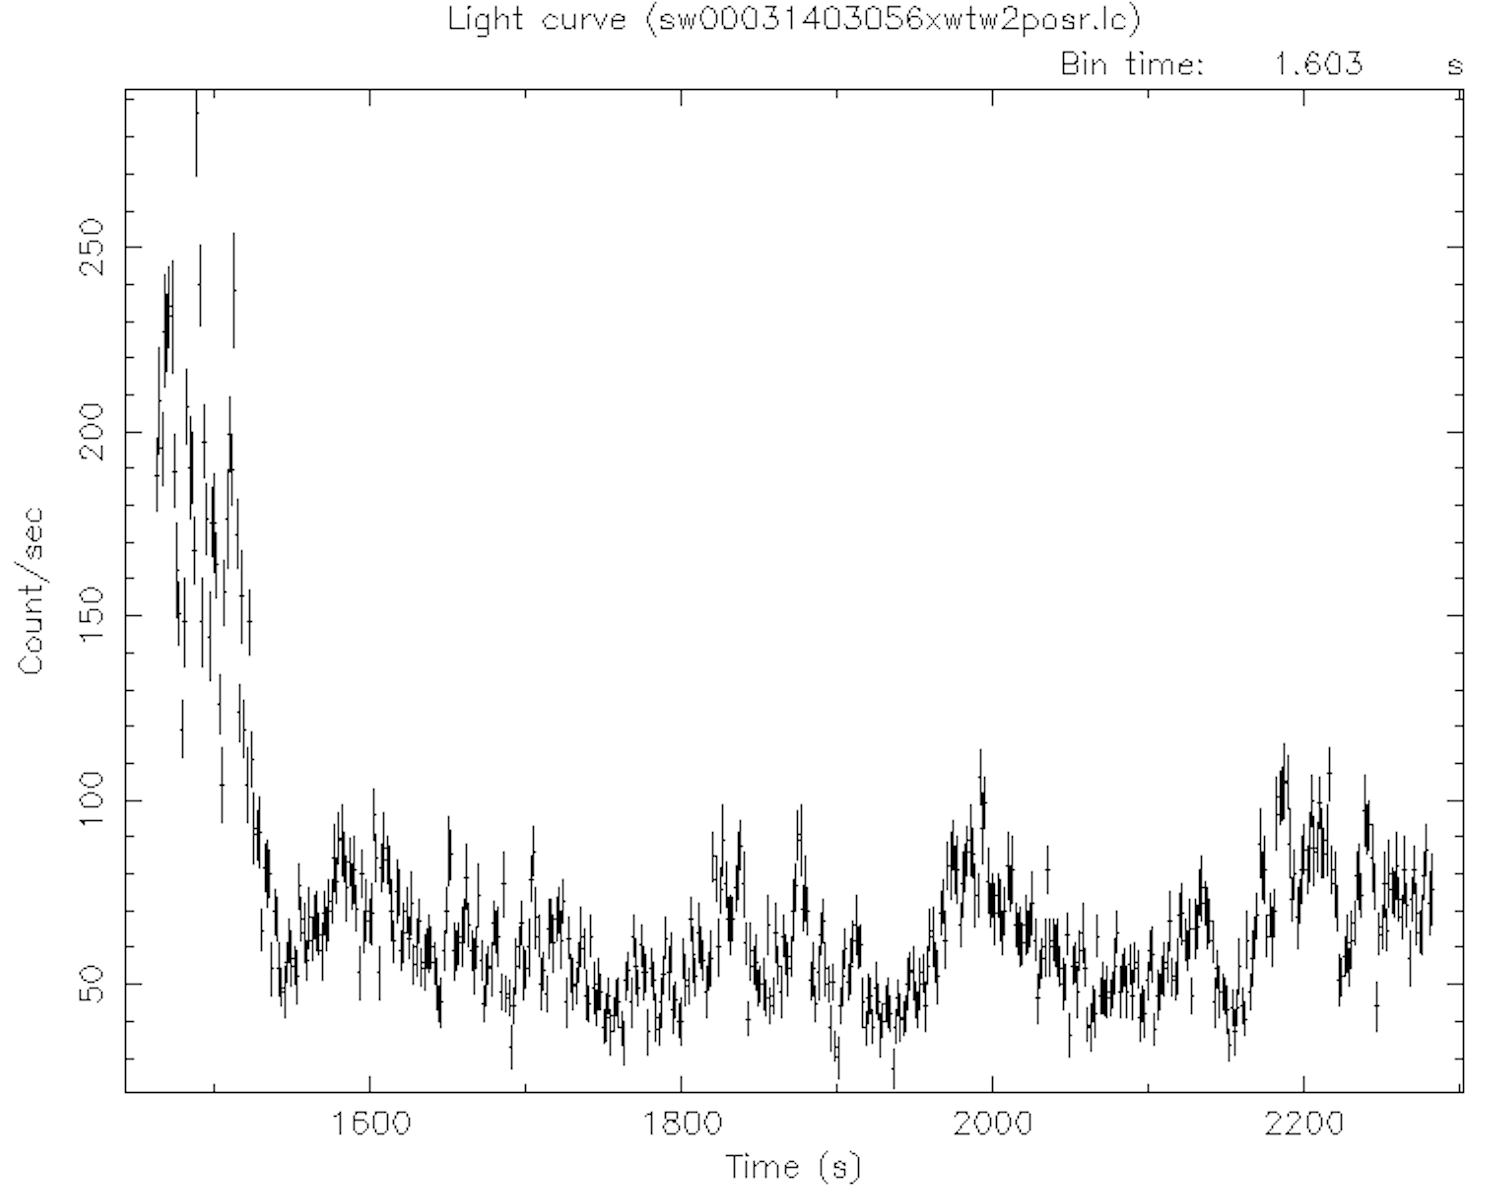 Light curve (sw00031403056xwtw2posr.lc)
Bin time: 1.603 s
250
200
150
100
50
Count/sec
1600 1800 2000 2200
Time (s)